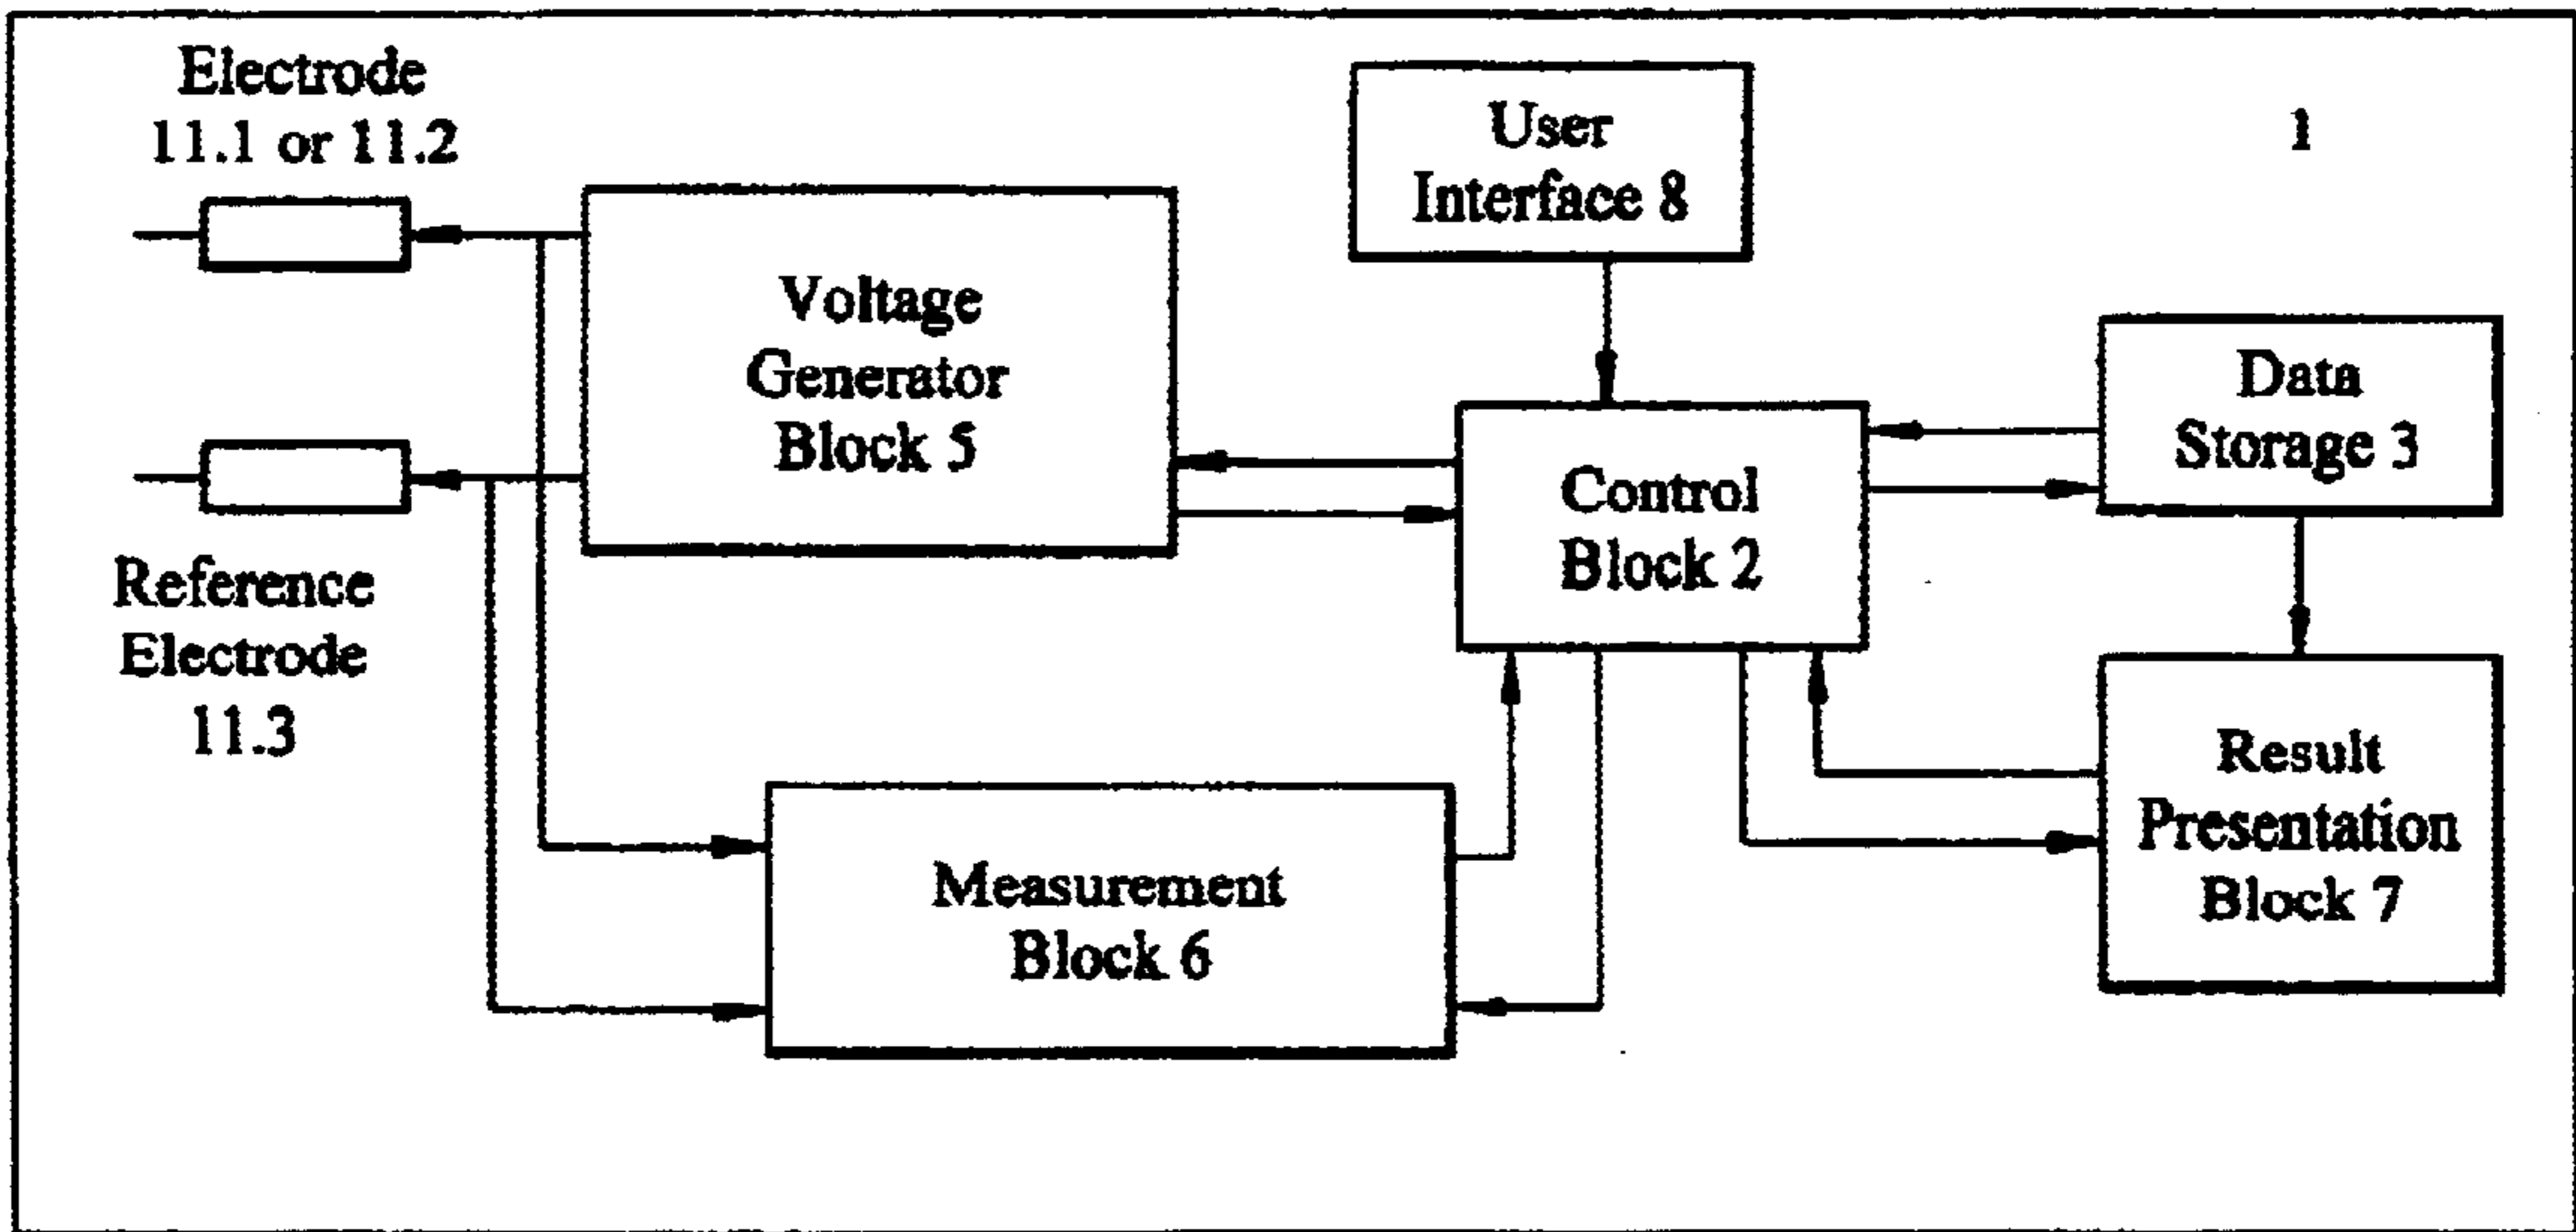 Electrode
11.1 or 11.2
User
Interface 8
1
Voltage
Generator
Block 5
Data
Storage 3
Control
Block 2
Reference
Electrode
11.3
Result
Presentation
Block 7
Measurement
Block 6